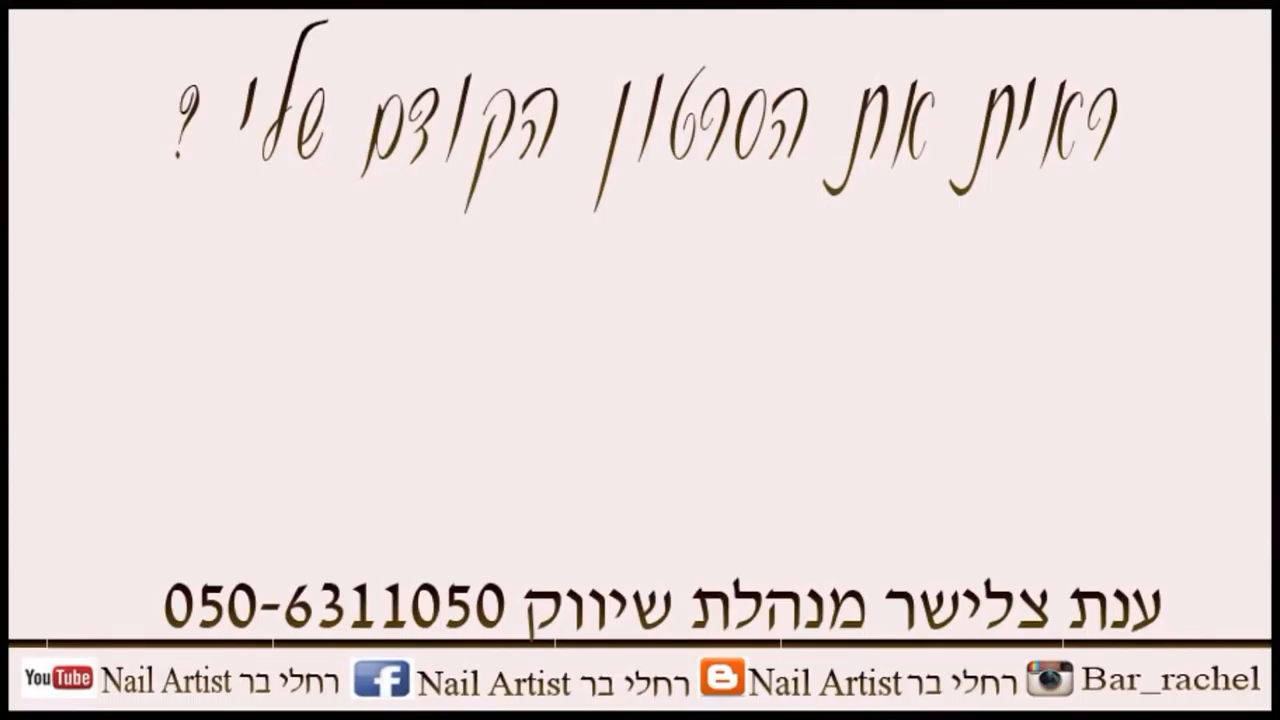 ראית את הסרטון הקודם שלי ?
ענת צלישר מנהלת שיווק 050-6311050
YouTube Nail Artist רחלי בר f Nail Artist רחלי בר B Nail Artist רחלי בר Bar_rachel